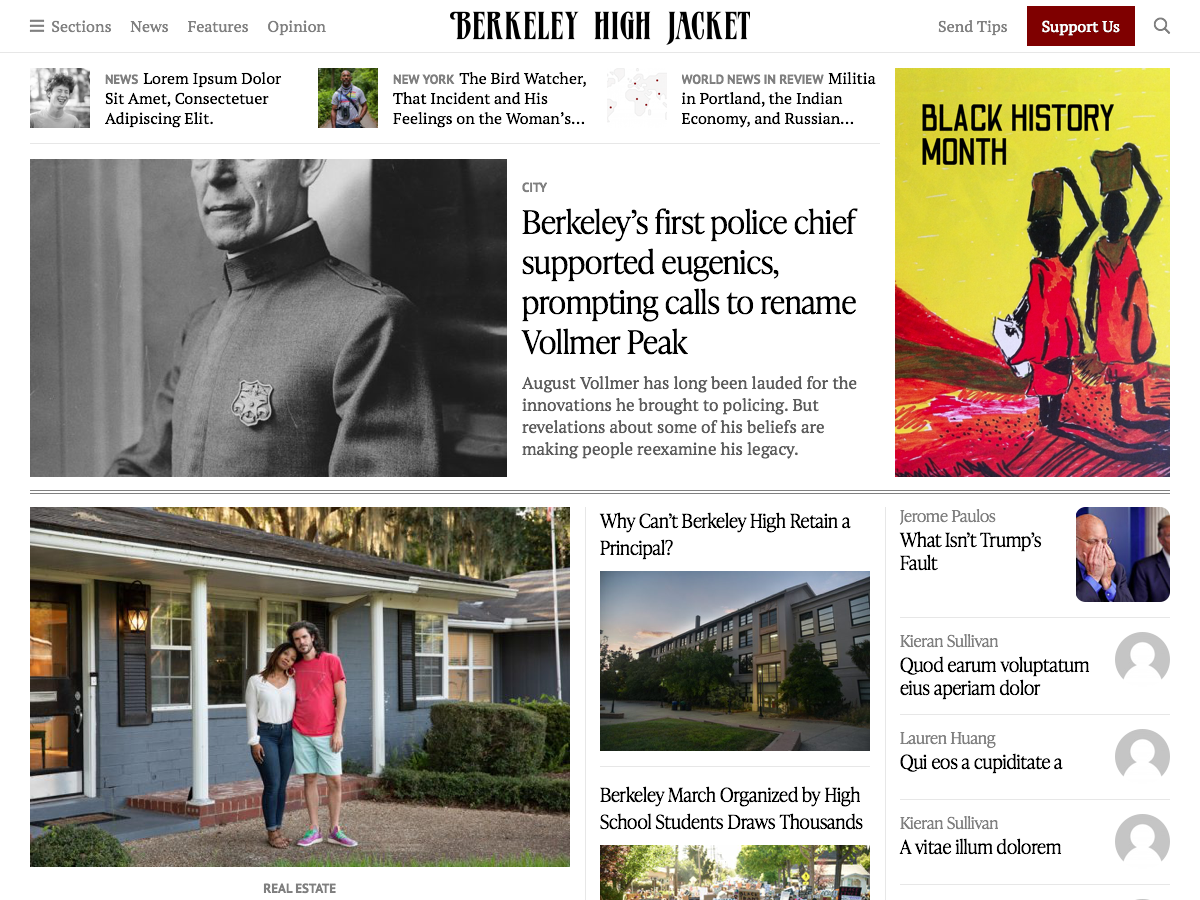 Sections News Features Opinion
BERKELEY HIGH JACKET
Send Tips Support Us
NEWS Lorem Ipsum Dolor
Sit Amet, Consectetuer
Adipiscing Elit.
NEW YORK The Bird Watcher,
That Incident and His
Feelings on the Woman’s…
WORLD NEWS IN REVIEW Militia
in Portland, the Indian
Economy, and Russian…
BLACK HISTORY
MONTH
CITY
Berkeley’s first police chief
supported eugenics,
prompting calls to rename
Vollmer Peak
August Vollmer has long been lauded for the
innovations he brought to policing. But
revelations about some of his beliefs are
making people reexamine his legacy.
REAL ESTATE
Why Can’t Berkeley High Retain a
Principal?
Berkeley March Organized by High
School Students Draws Thousands
Jerome Paulos
What Isn’t Trump’s
Fault
Kieran Sullivan
Quod earum voluptatum
eius aperiam dolor
Lauren Huang
Qui eos a cupiditate a
Kieran Sullivan
A vitae illum dolorem